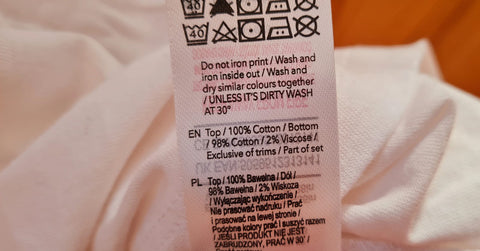 40
40
Do not iron print / Wash and
iron inside out / Wash and
dry similar colours together
/ UNLESS IT'S DIRTY WASH
AT 30°
EN Top / 100% Cotton / Bottom
/ 98% Cotton / 2% Viscose /
Exclusive of trims / Part of set
PL Top / 100% Bawełna / Dół /
98% Bawełna / 2% Wiskoza
/ Wyłączając wykończenie /
Nie prasować nadruku / Prać
i prasować na lewej stronie /
Podobne kolory prać i suszyć razem
/ JEŚLI PRODUKT NIE JEST
ZABRUDZONY, PRAĆ W 30˚ /